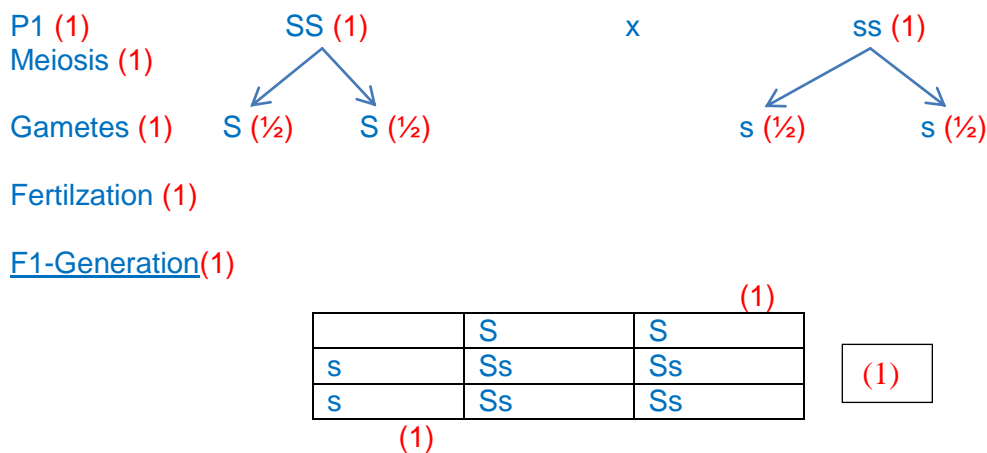 P1 (1) SS (1) x ss (1)
Meiosis (1)
Gametes (1) S (½) S (½) s (½) s (½)
Fertilzation (1)
F1-Generation(1)
(1)
S S
s Ss Ss
(1)
s Ss Ss
(1)